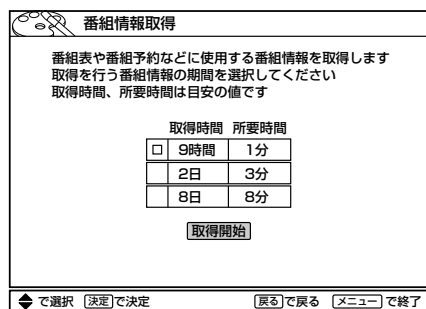 番組情報取得
番組表や番組予約などに使用する番組情報を取得します
取得を行う番組情報の期間を選択してください
取得時間、所要時間は目安の値です
取得時間 所要時間
9時間 1分
2日 3分
8日 8分
取得開始
で選択 決定 で決定 戻る で戻る メニュー で終了